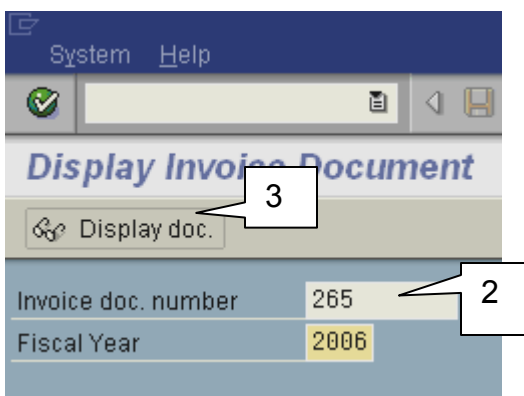 System Help
Display Invoice Document
3
Display doc.
2
Invoice doc. number 265
Fiscal Year 2006